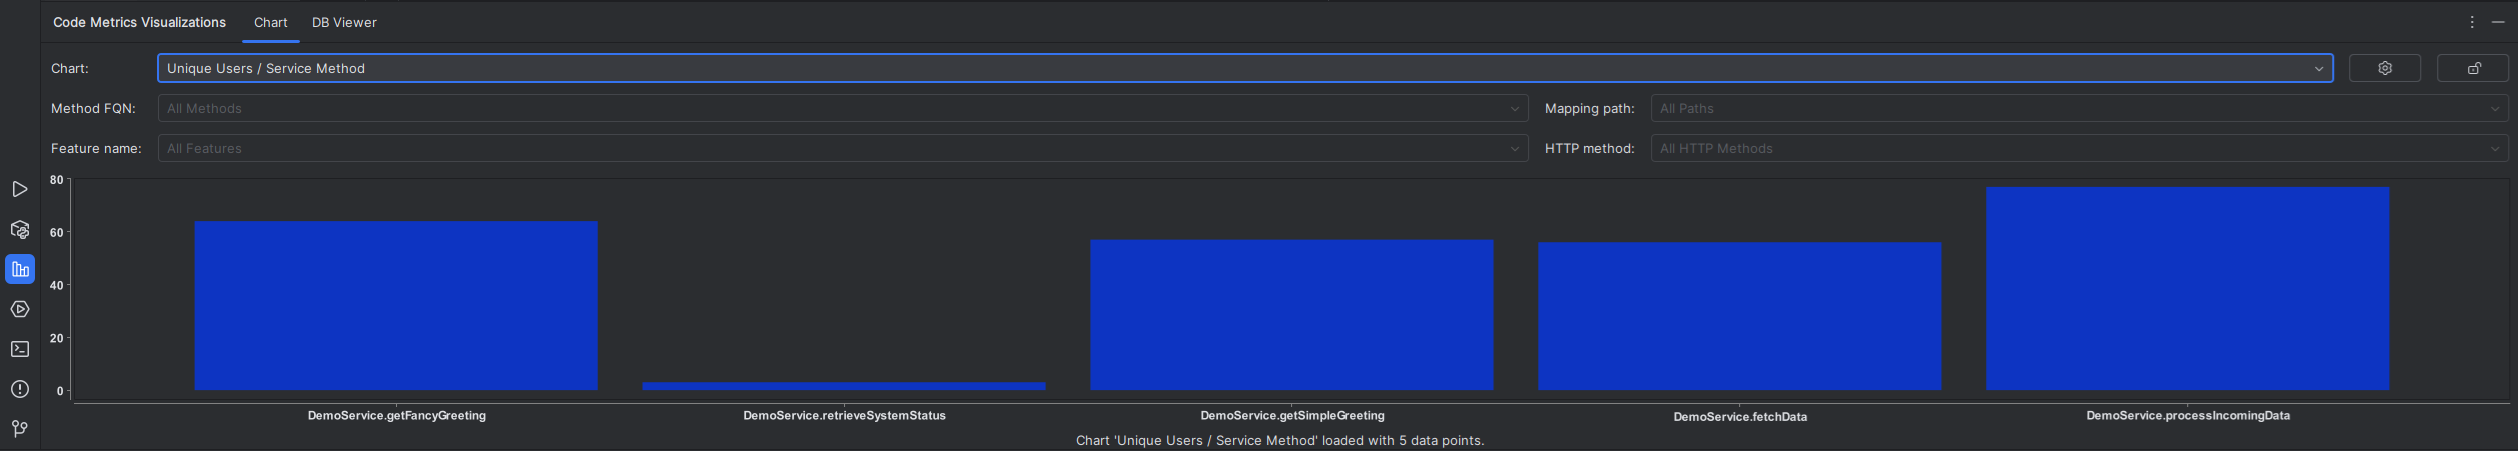 Code Metrics Visualizations Chart DB Viewer
Chart: Unique Users / Service Method
Method FQN: All Methods Mapping path: All Paths
Feature name: All Features HTTP method: All HTTP Methods
80
60
40
20
0
DemoService.getFancyGreeting DemoService.retrieveSystemStatus DemoService.getSimpleGreeting DemoService.fetchData DemoService.processIncomingData
Chart 'Unique Users / Service Method' loaded with 5 data points.